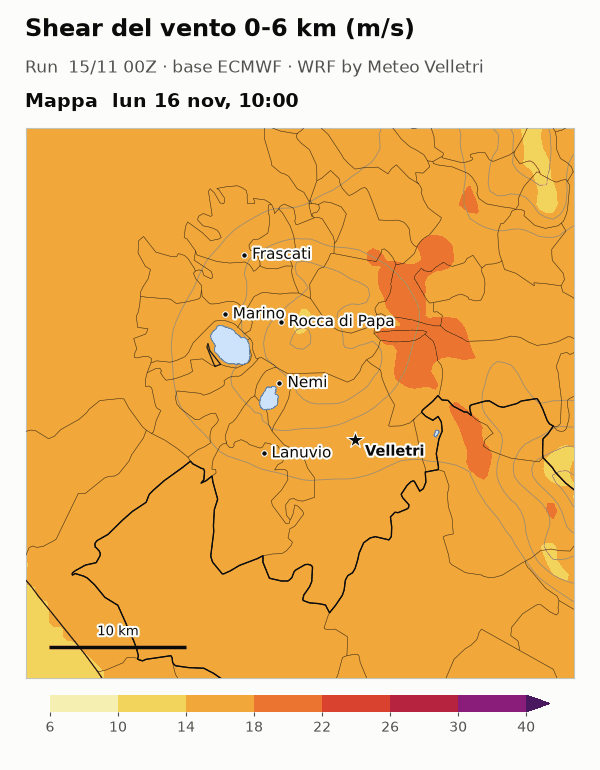 Shear del vento 0-6 km (m/s)
Run  15/11 00Z · base ECMWF · WRF by Meteo Velletri
Mappa  lun 16 nov, 10:00
Frascati
Marino
Rocca di Papa
Nemi
Velletri
Lanuvio
10 km
6 10 14 18 22 26 30 40